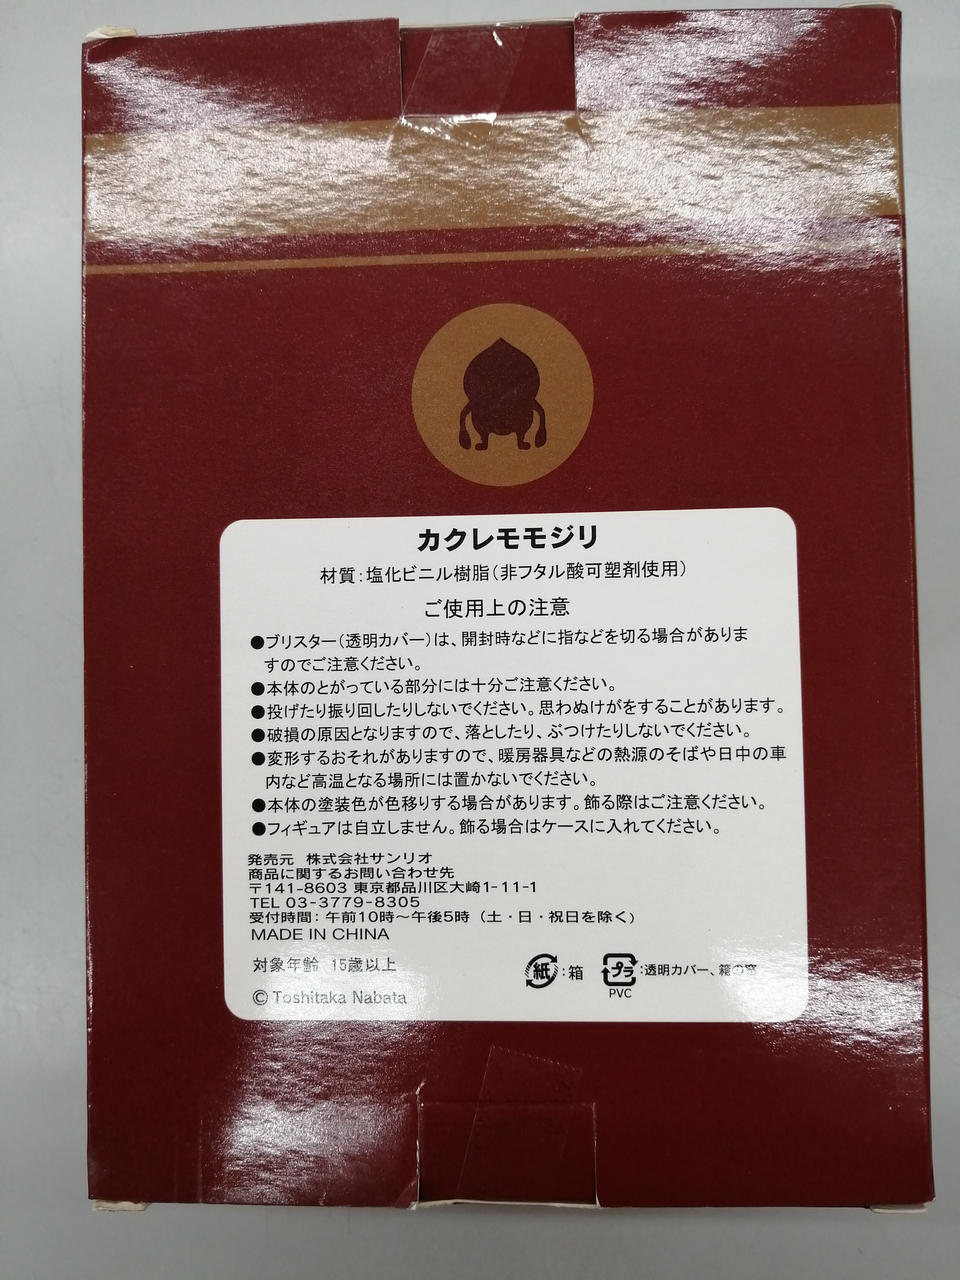 カクレモモジリ
材質：塩化ビニル樹脂（非フタル酸可塑剤使用）
ご使用上の注意
●ブリスター（透明カバー）は、開封時などに指などを切る場合がありま
すのでご注意ください。
●本体のとがっている部分には十分ご注意ください。
●投げたり振り回したりしないでください。思わぬけがをすることがあります。
●破損の原因となりますので、落としたり、ぶつけたりしないでください。
●変形するおそれがありますので、暖房器具などの熱源のそばや日中の車
内など高温となる場所には置かないでください。
●本体の塗装色が色移りする場合があります。飾る際はご注意ください。
●フィギュアは自立しません。飾る場合はケースに入れてください。
発売元 株式会社サンリオ
商品に関するお問い合わせ先
〒141-8603 東京都品川区大崎1-11-1
TEL 03-3779-8305
受付時間：午前10時～午後5時（土・日・祝日を除く）
MADE IN CHINA
対象年齢 15歳以上
紙：箱 プラ：透明カバー、箱の窓
PVC
© Toshitaka Nabata